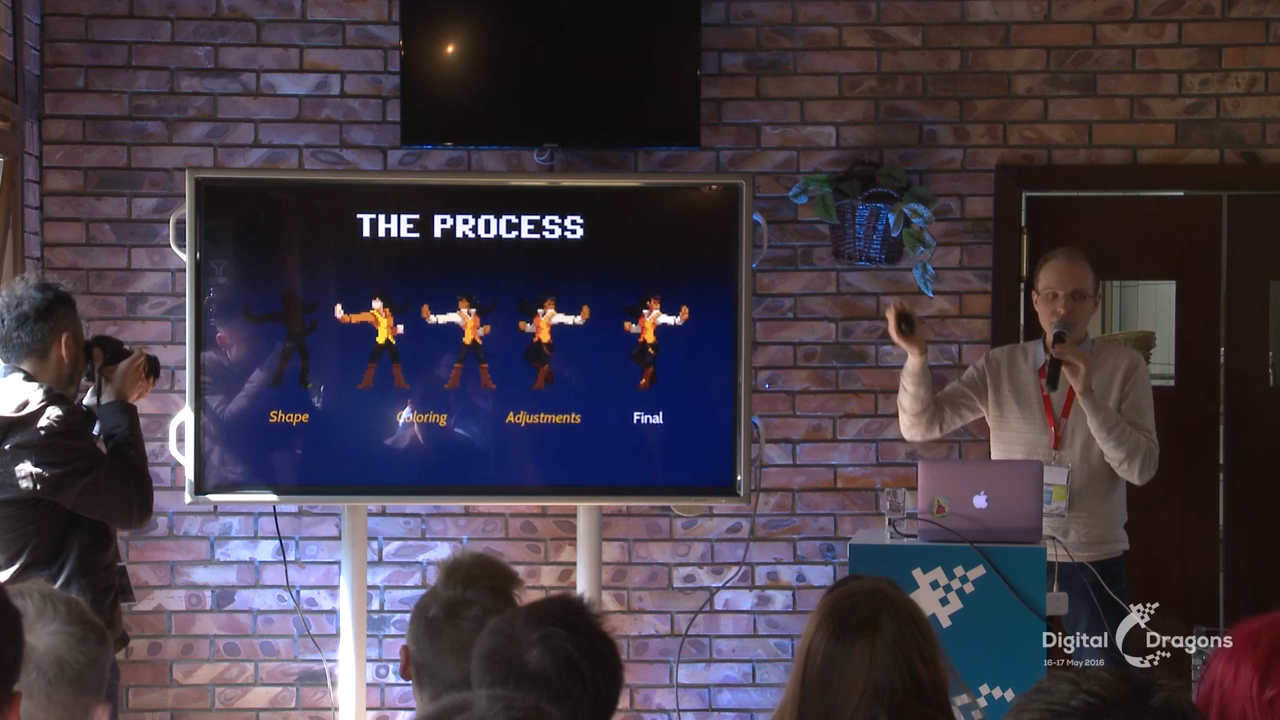 THE PROCESS
Shape
Coloring
Adjustments
Final
Digital Dragons
16-17 May 2016